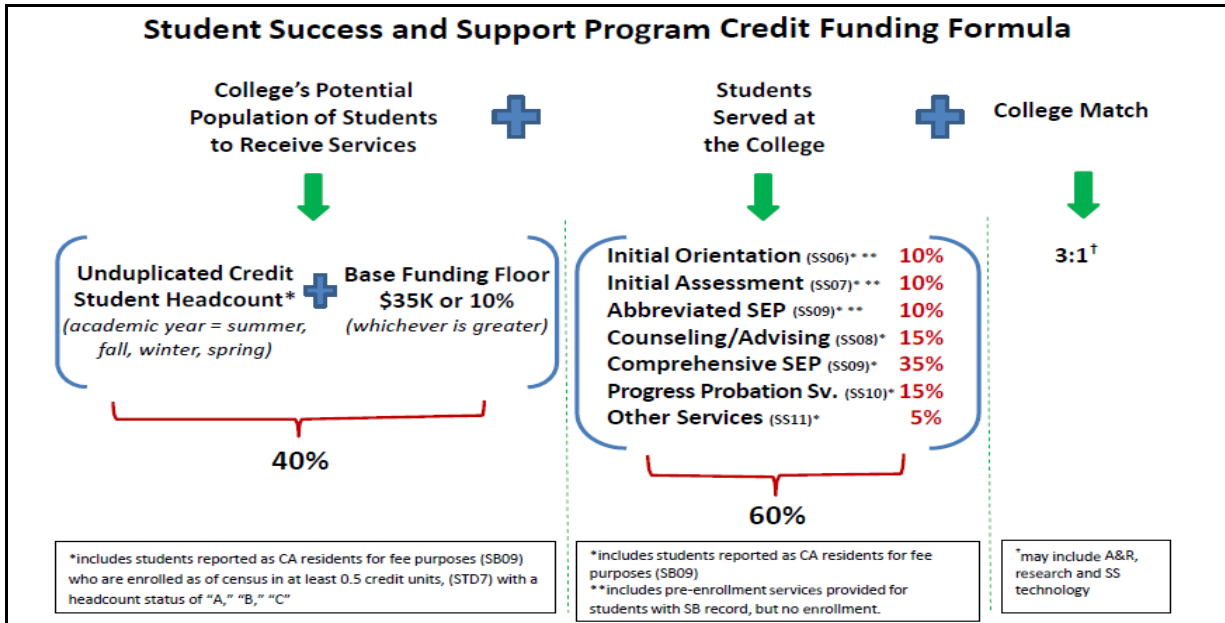 Student Success and Support Program Credit Funding Formula
College's Potential
Population of Students
to Receive Services
Students
Served at
the College
College Match
Unduplicated Credit
Student Headcount*
(academic year = summer,
fall, winter, spring)
Base Funding Floor
$35K or 10%
(whichever is greater)
40%
Initial Orientation (SS06)* ** 10%
Initial Assessment (SS07)* ** 10%
Abbreviated SEP (SS09)* ** 10%
Counseling/Advising (SS08)* 15%
Comprehensive SEP (SS09)* 35%
Progress Probation Sv. (SS10)* 15%
Other Services (SS11)* 5%
60%
3:1†
*includes students reported as CA residents for fee purposes (SB09)
who are enrolled as of census in at least 0.5 credit units, (STD7) with a
headcount status of "A," "B," "C"
*includes students reported as CA residents for fee
purposes (SB09)
**includes pre-enrollment services provided for
students with SB record, but no enrollment.
†may include A&R,
research and SS
technology